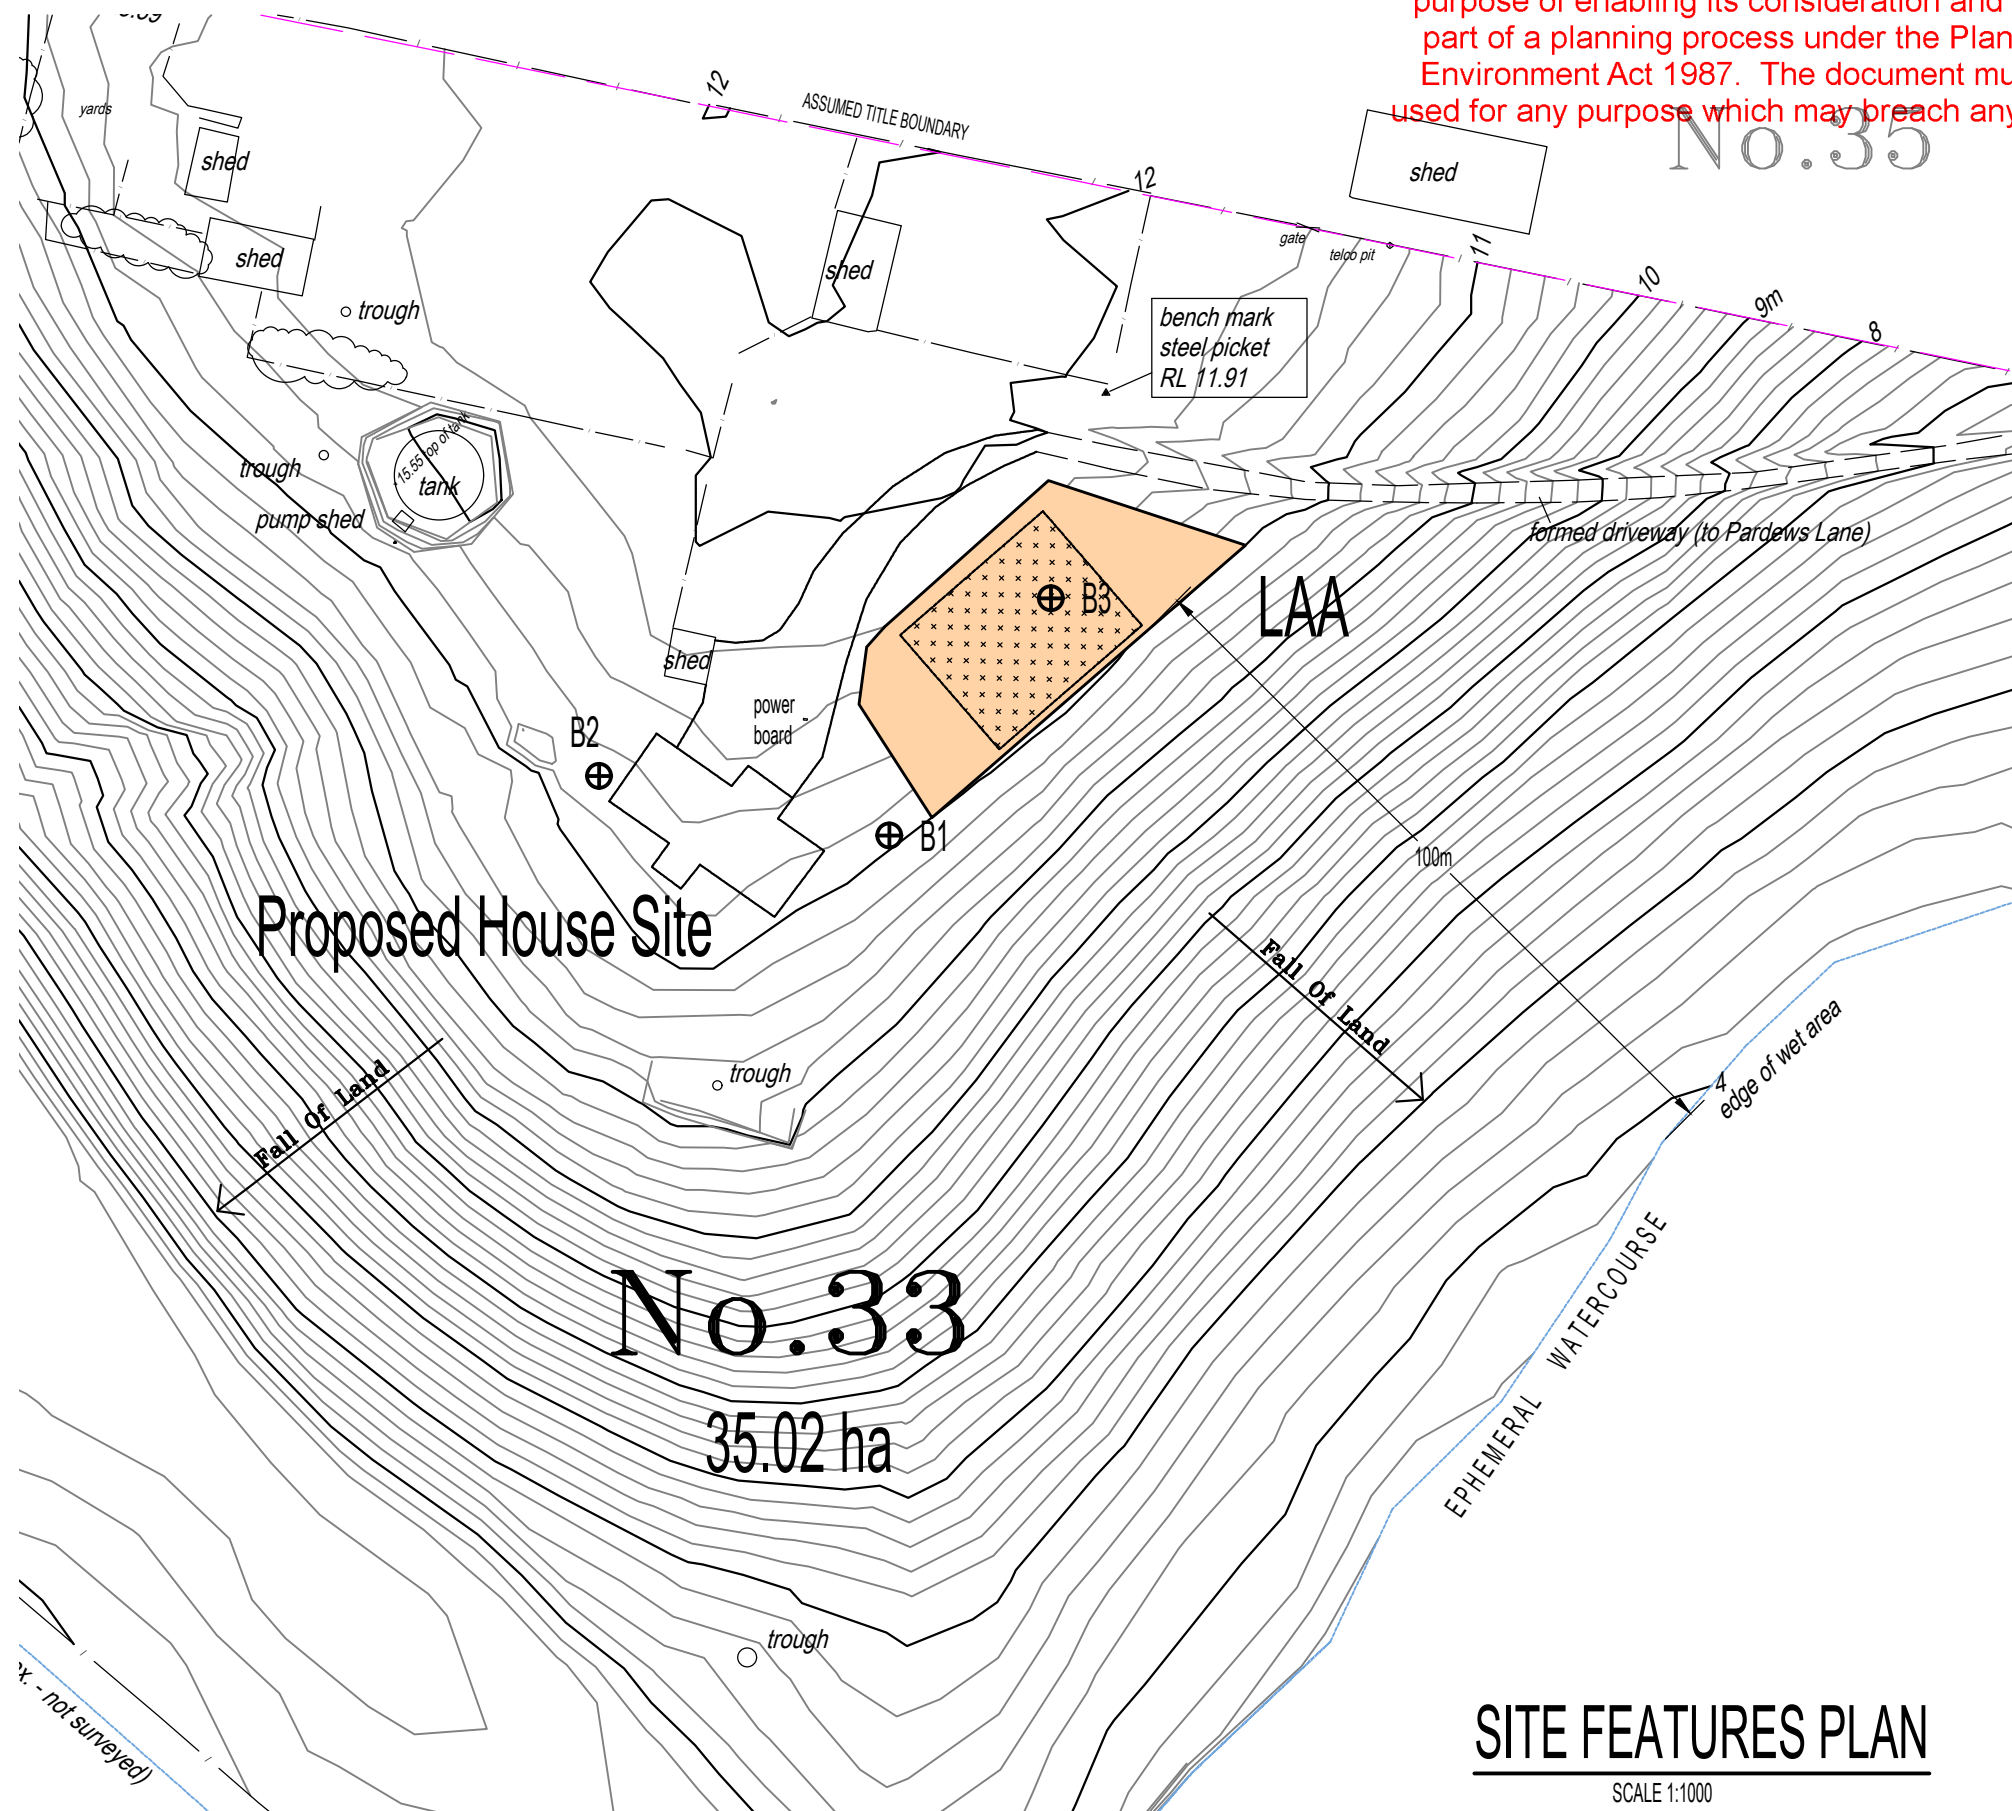 purpose of enabling its consideration and
part of a planning process under the Plan
Environment Act 1987. The document mu
used for any purpose which may breach any
No.35
12
ASSUMED TITLE BOUNDARY
yards
shed
shed
shed
shed
12
gate
telco pit
11
10
9m
8
trough
bench mark
steel picket
RL 11.91
trough
15.55 top of tank
tank
pump shed
formed driveway (to Pardews Lane)
B3
LAA
shed
power
board
B2
B1
100m
Proposed House Site
Fall Of Land
Fall Of Land
trough
4
edge of wet area
No.33
35.02 ha
EPHEMERAL WATERCOURSE
trough
x. - not surveyed)
SITE FEATURES PLAN
SCALE 1:1000